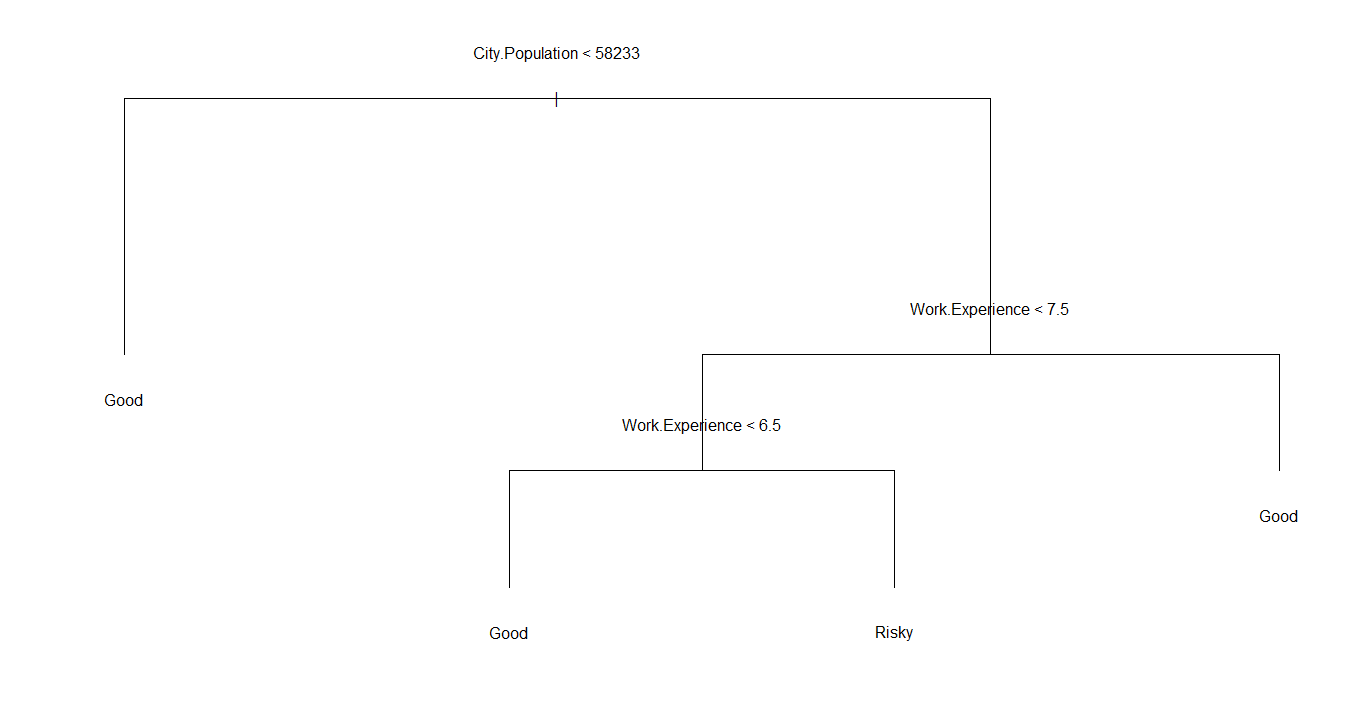 City.Population < 58233
Work.Experience < 7.5
Good
Work.Experience < 6.5
Good
Good
Risky